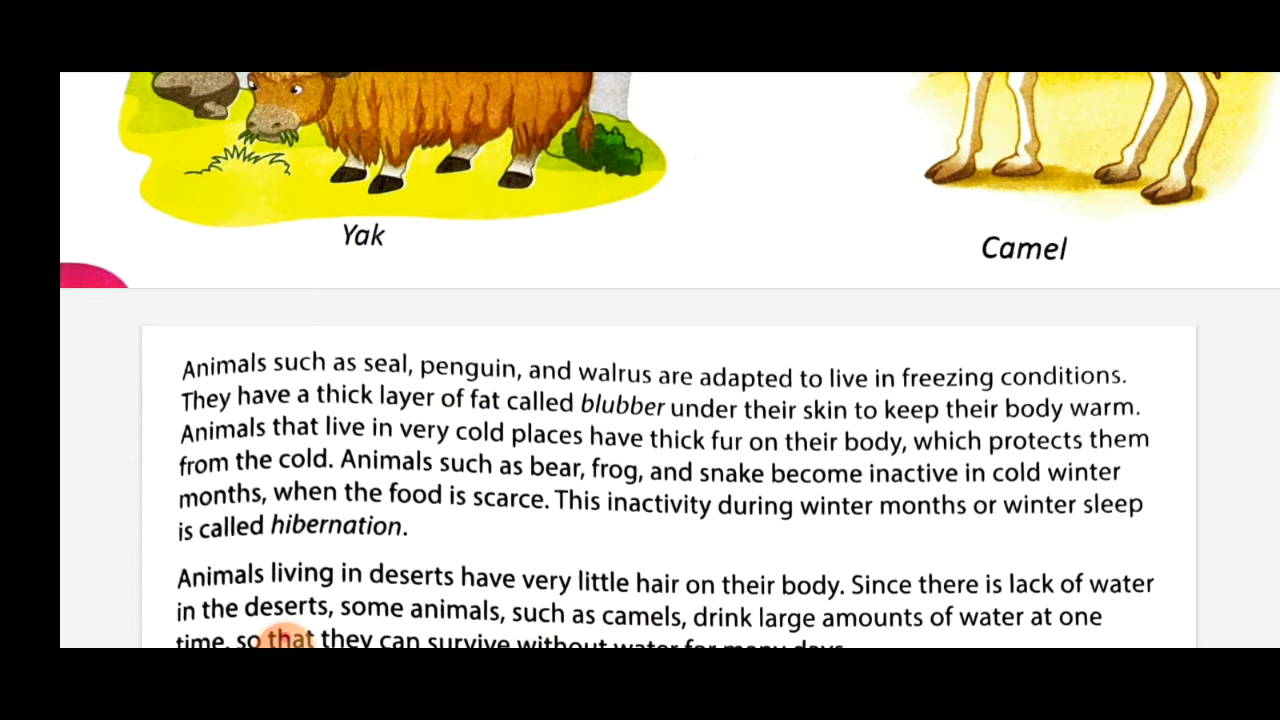 Yak
Camel
Animals such as seal, penguin, and walrus are adapted to live in freezing conditions.
They have a thick layer of fat called blubber under their skin to keep their body warm.
Animals that live in very cold places have thick fur on their body, which protects them
from the cold. Animals such as bear, frog, and snake become inactive in cold winter
months, when the food is scarce. This inactivity during winter months or winter sleep
is called hibernation.
Animals living in deserts have very little hair on their body. Since there is lack of water
in the deserts, some animals, such as camels, drink large amounts of water at one
time, so that they can survive without water for many days.